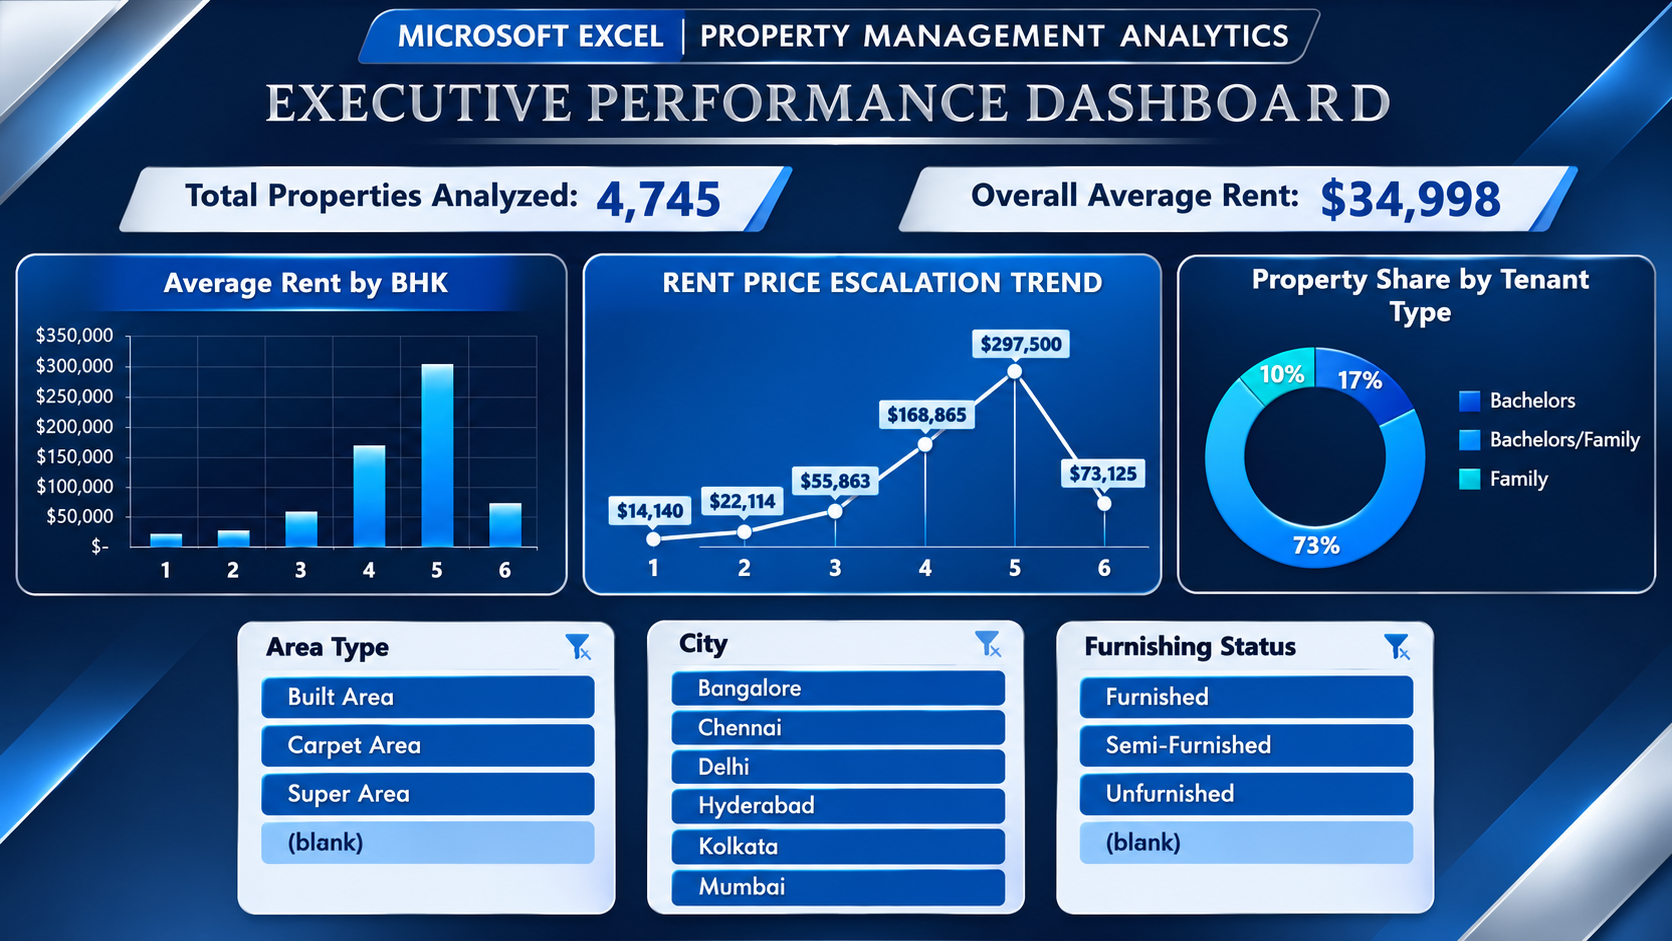 MICROSOFT EXCEL | PROPERTY MANAGEMENT ANALYTICS
EXECUTIVE PERFORMANCE DASHBOARD
Total Properties Analyzed: 4,745
Overall Average Rent: $34,998
Average Rent by BHK
$350,000
$300,000
$250,000
$200,000
$150,000
$100,000
$50,000
$-
1 2 3 4 5 6
RENT PRICE ESCALATION TREND
$14,140
$22,114
$55,863
$168,865
$297,500
$73,125
1 2 3 4 5 6
Property Share by Tenant
Type
10%
17%
73%
Bachelors
Bachelors/Family
Family
Area Type
Built Area
Carpet Area
Super Area
(blank)
City
Bangalore
Chennai
Delhi
Hyderabad
Kolkata
Mumbai
Furnishing Status
Furnished
Semi-Furnished
Unfurnished
(blank)